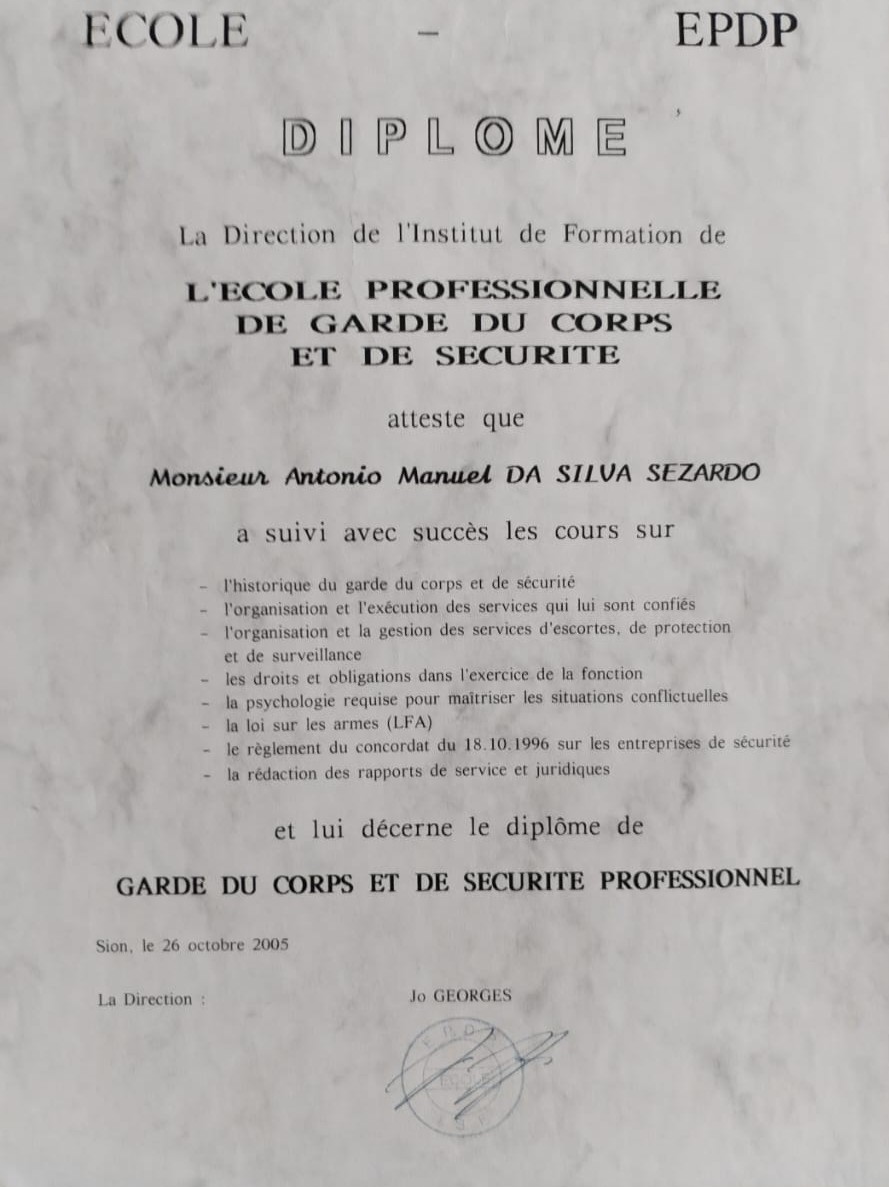 ECOLE - EPDP
DIPLOME
La Direction de l'Institut de Formation de
L'ECOLE PROFESSIONNELLE
DE GARDE DU CORPS
ET DE SECURITE
atteste que
Monsieur Antonio Manuel DA SILVA SEZARDO
a suivi avec succès les cours sur
- l'historique du garde du corps et de sécurité
- l'organisation et l'exécution des services qui lui sont confiés
- l'organisation et la gestion des services d'escortes, de protection
et de surveillance
- les droits et obligations dans l'exercice de la fonction
- la psychologie requise pour maîtriser les situations conflictuelles
- la loi sur les armes (LFA)
- le règlement du concordat du 18.10.1996 sur les entreprises de sécurité
- la rédaction des rapports de service et juridiques
et lui décerne le diplôme de
GARDE DU CORPS ET DE SECURITE PROFESSIONNEL
Sion, le 26 octobre 2005
La Direction : Jo GEORGES